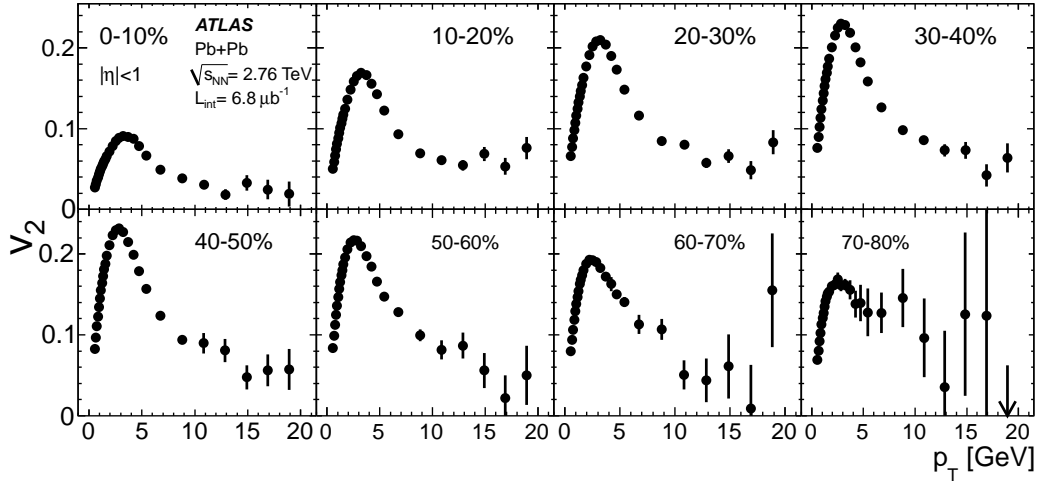 0-10%
ATLAS
Pb+Pb
|η|<1
√s_NN = 2.76 TeV
L_int = 6.8 μb⁻¹
10-20%
20-30%
30-40%
0.2
0.1
0
40-50%
50-60%
60-70%
70-80%
v₂
0.2
0.1
0
0 5 10 15 20
0 5 10 15 20
0 5 10 15 20
0 5 10 15 20
p_T [GeV]